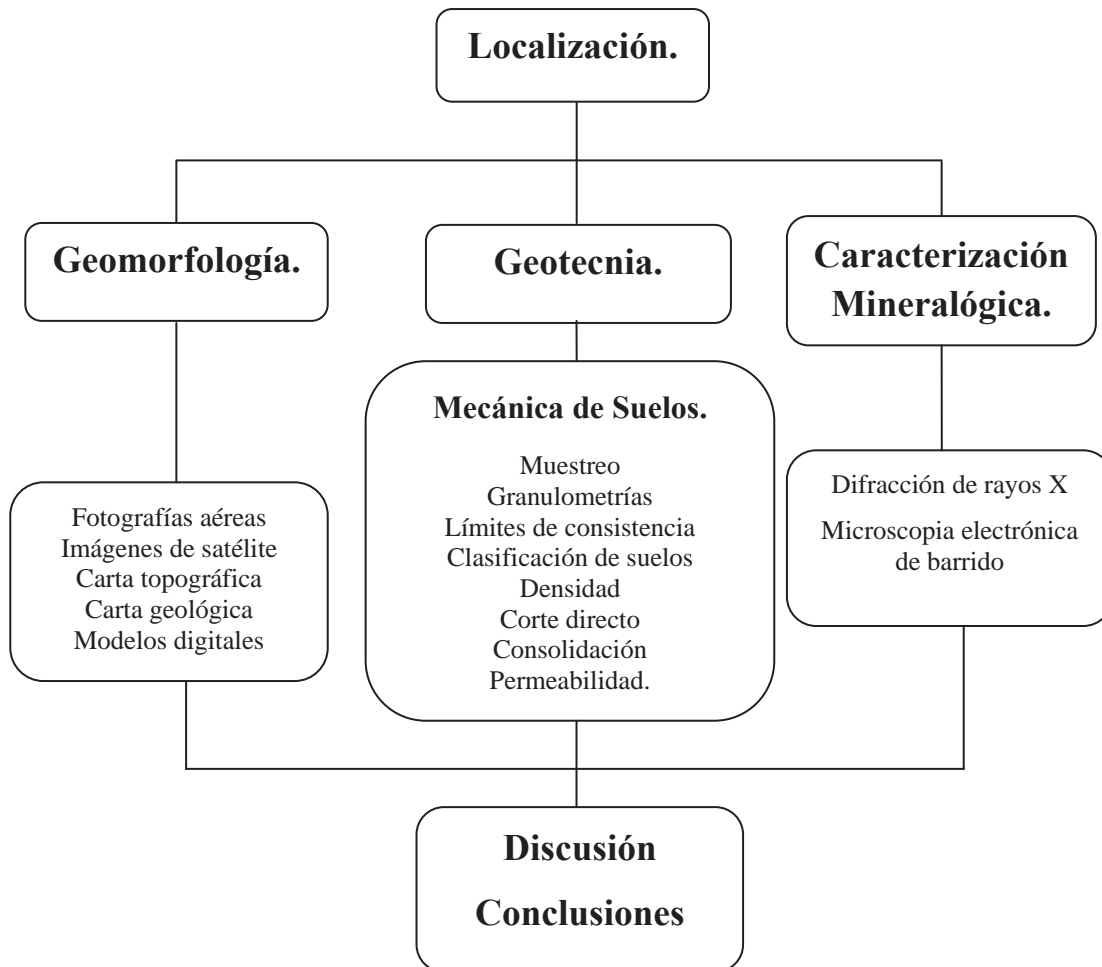 Localización.
Geomorfología.
Geotecnia.
Caracterización
Mineralógica.
Fotografías aéreas
Imágenes de satélite
Carta topográfica
Carta geológica
Modelos digitales
Mecánica de Suelos.
Muestreo
Granulometrías
Límites de consistencia
Clasificación de suelos
Densidad
Corte directo
Consolidación
Permeabilidad.
Difracción de rayos X
Microscopia electrónica
de barrido
Discusión
Conclusiones